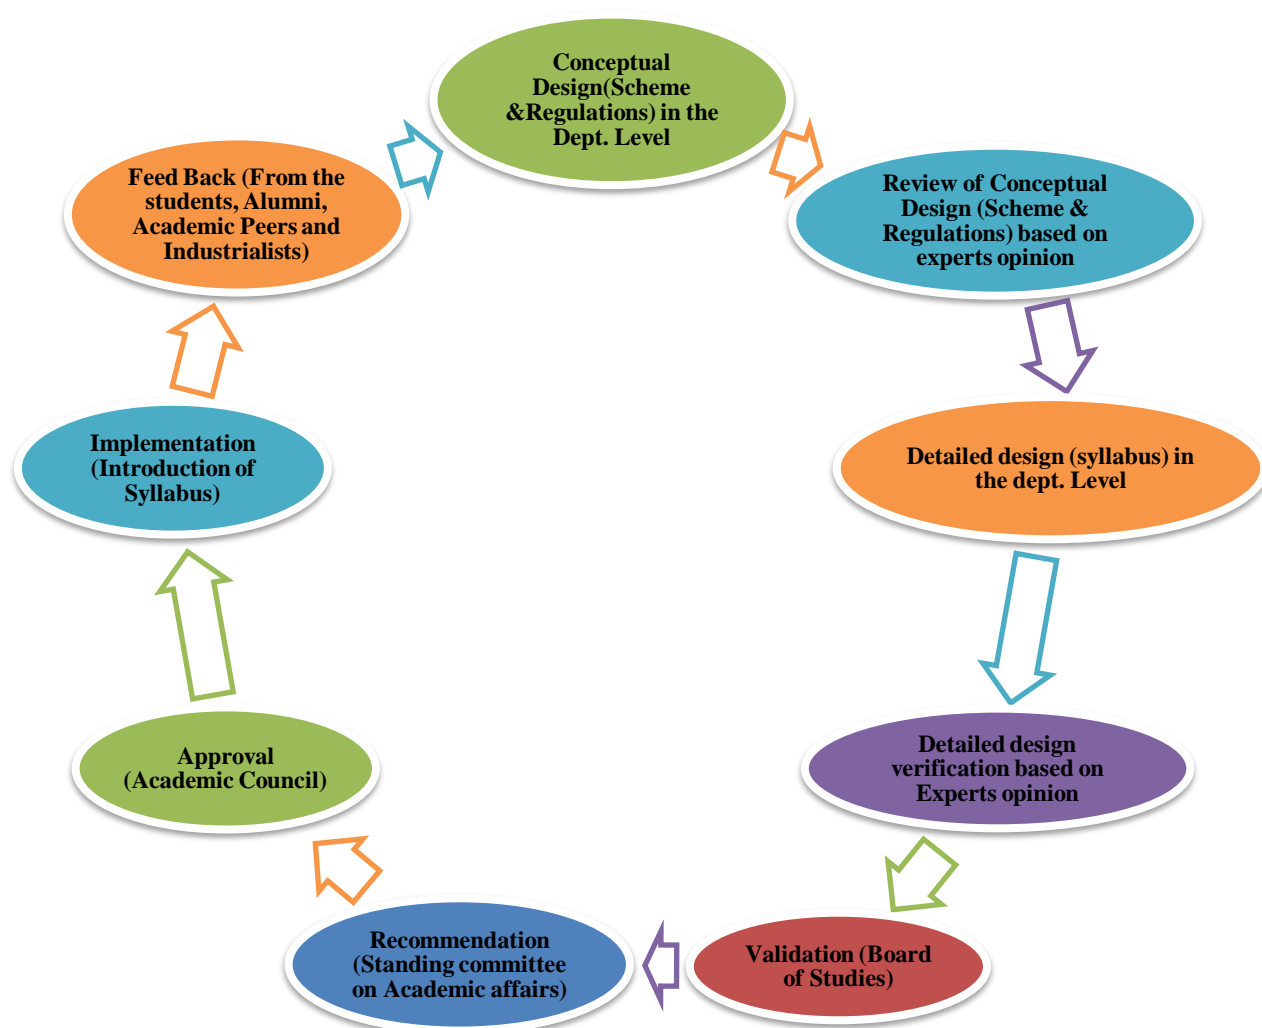 Conceptual
Design(Scheme
&Regulations) in the
Dept. Level
Review of Conceptual
Design (Scheme &
Regulations) based on
experts opinion
Detailed design (syllabus) in
the dept. Level
Detailed design
verification based on
Experts opinion
Validation (Board
of Studies)
Recommendation
(Standing committee
on Academic affairs)
Approval
(Academic Council)
Implementation
(Introduction of
Syllabus)
Feed Back (From the
students, Alumni,
Academic Peers and
Industrialists)